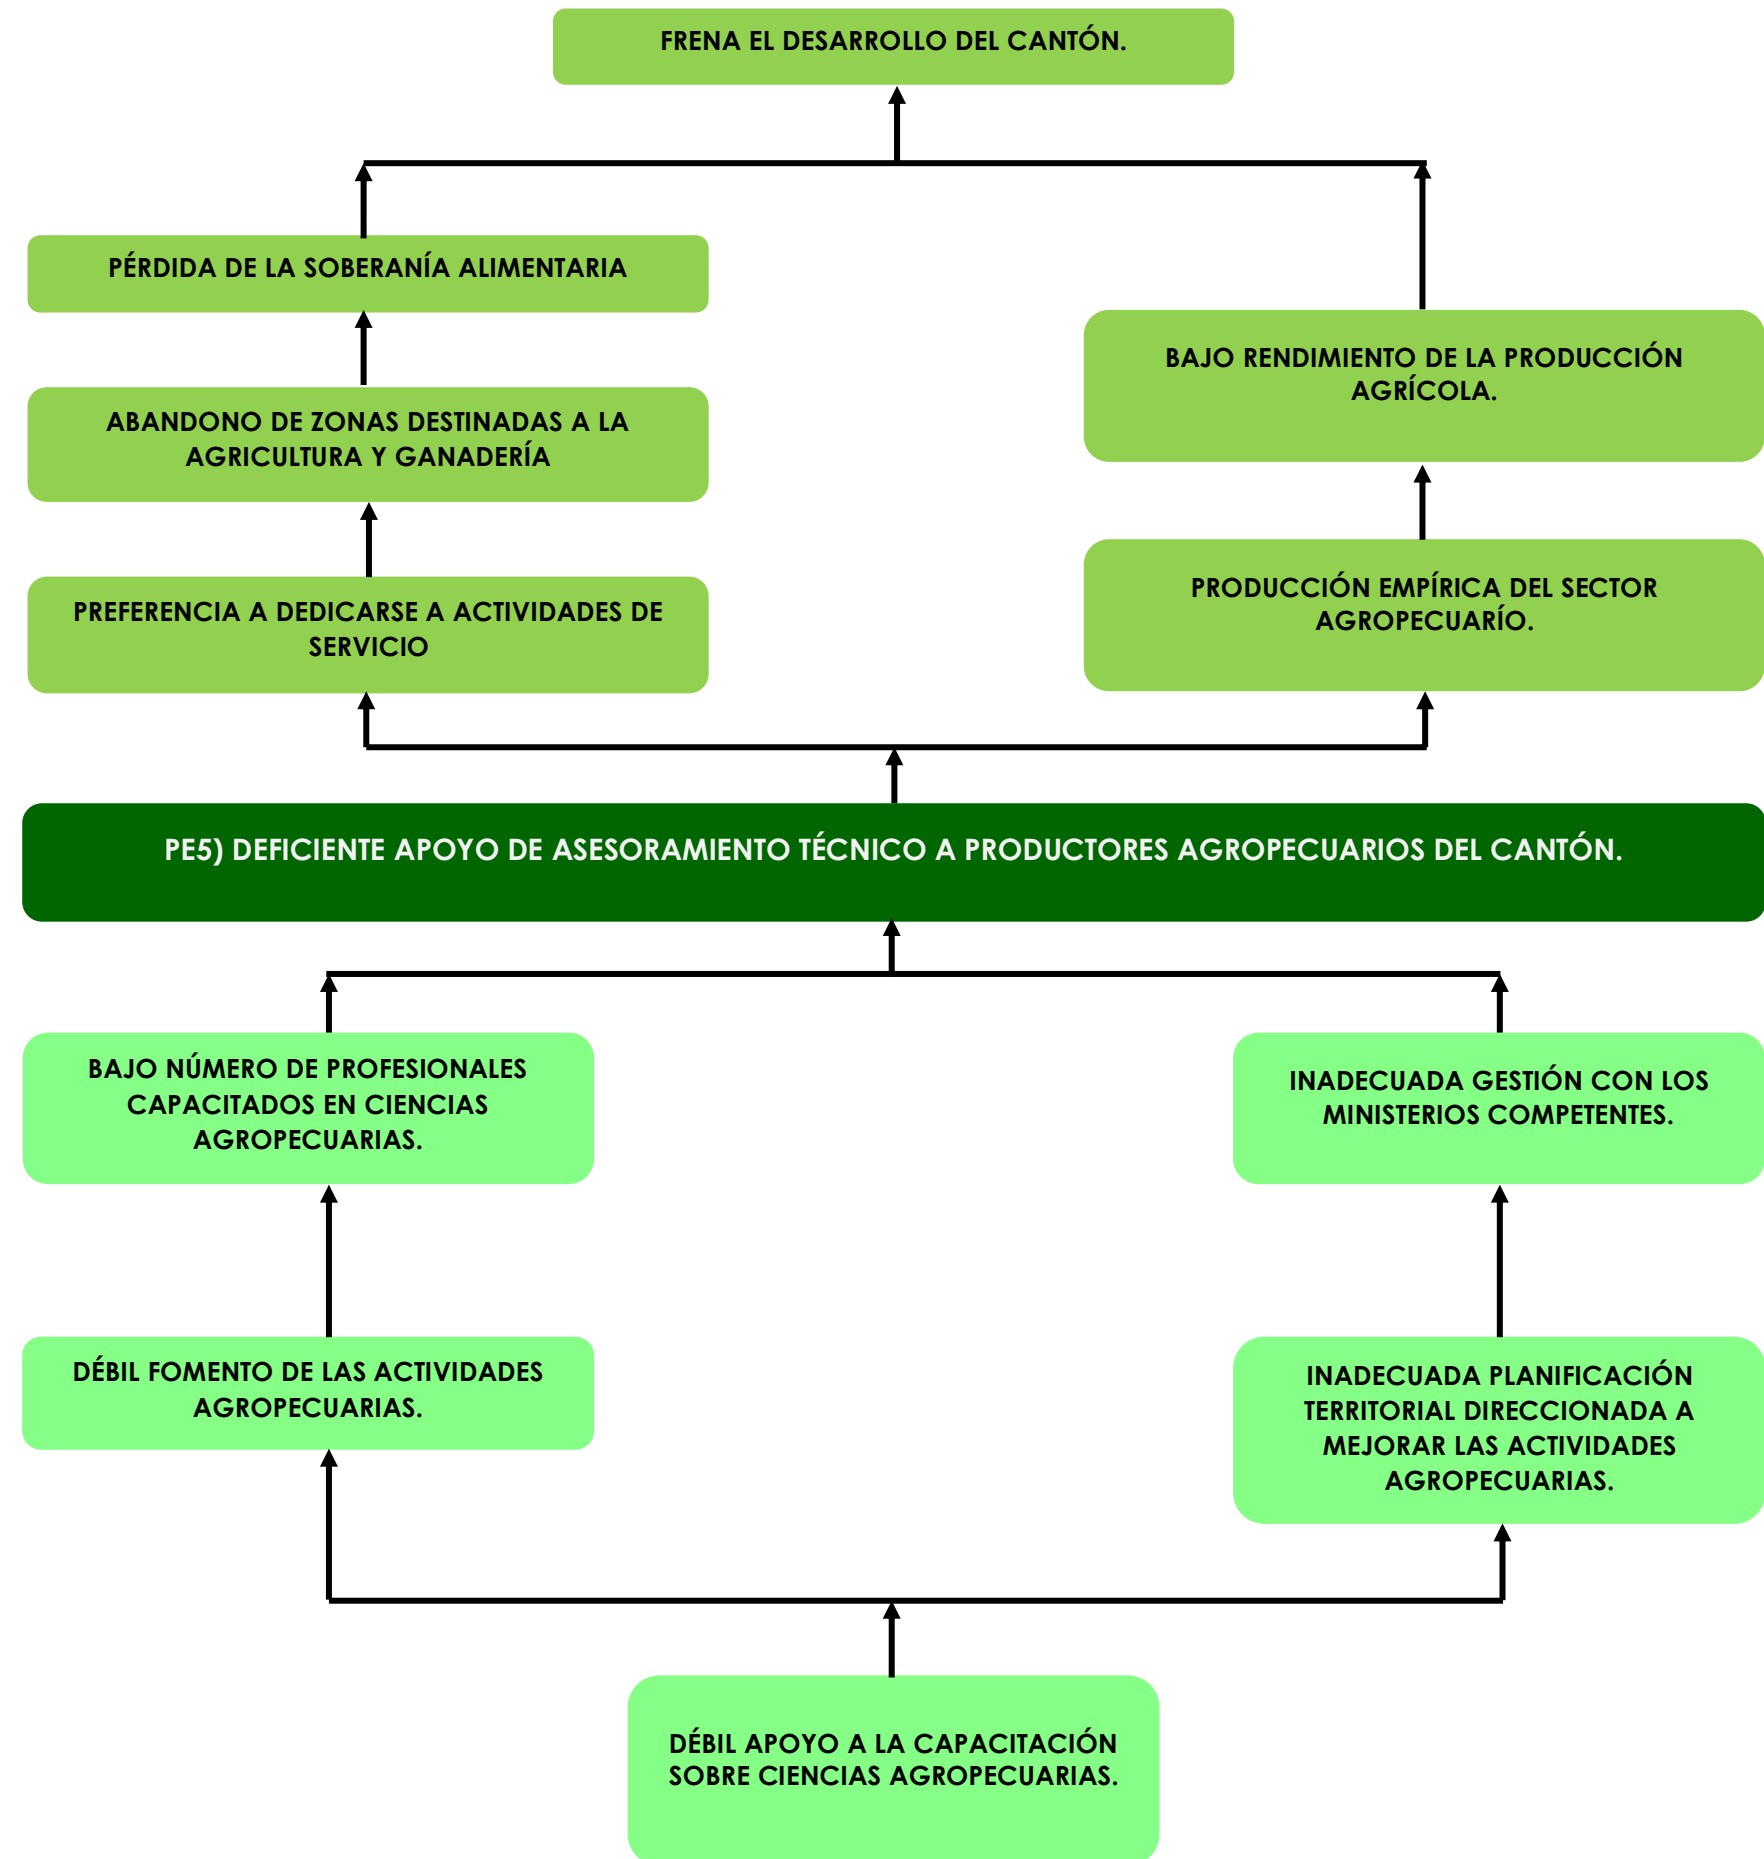 FRENA EL DESARROLLO DEL CANTÓN.
PÉRDIDA DE LA SOBERANÍA ALIMENTARIA
BAJO RENDIMIENTO DE LA PRODUCCIÓN
AGRÍCOLA.
ABANDONO DE ZONAS DESTINADAS A LA
AGRICULTURA Y GANADERÍA
PREFERENCIA A DEDICARSE A ACTIVIDADES DE
SERVICIO
PRODUCCIÓN EMPÍRICA DEL SECTOR
AGROPECUARÍO.
PE5) DEFICIENTE APOYO DE ASESORAMIENTO TÉCNICO A PRODUCTORES AGROPECUARIOS DEL CANTÓN.
BAJO NÚMERO DE PROFESIONALES
CAPACITADOS EN CIENCIAS
AGROPECUARIAS.
INADECUADA GESTIÓN CON LOS
MINISTERIOS COMPETENTES.
DÉBIL FOMENTO DE LAS ACTIVIDADES
AGROPECUARIAS.
INADECUADA PLANIFICACIÓN
TERRITORIAL DIRECCIONADA A
MEJORAR LAS ACTIVIDADES
AGROPECUARIAS.
DÉBIL APOYO A LA CAPACITACIÓN
SOBRE CIENCIAS AGROPECUARIAS.